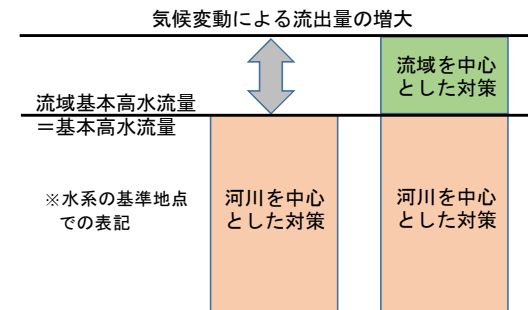 気候変動による流出量の増大
流域を中心
とした対策
流域基本高水流量
＝基本高水流量
※水系の基準地点
での表記
河川を中心
とした対策
河川を中心
とした対策